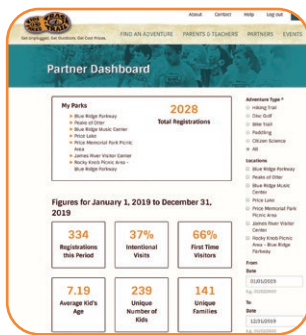 About Contact Help Log out
Get Unplugged. Get Outdoors. Get Cool Prizes.
FIND AN ADVENTURE PARENTS & TEACHERS PARTNERS EVENTS
Partner Dashboard
My Parks
Blue Ridge Parkway
Peaks of Otter
Blue Ridge Music Center
Price Lake
Price Memorial Park Picnic
Area
James River Visitor Center
Rocky Knob Picnic Area -
Blue Ridge Parkway
2028
Total Registrations
Adventure Type *
Hiking Trail
Disc Golf
Bike Trail
Paddling
Citizen Science
All
Locations
Blue Ridge Parkway
Peaks of Otter
Blue Ridge Music
Center
Price Lake
Price Memorial Park
Picnic Area
James River Visitor
Center
Rocky Knob Picnic
Area - Blue Ridge
Parkway
From
Date
01/01/2019
E.g., 01/03/2020
To
Date
12/31/2019
E.g., 01/03/2020
Figures for January 1, 2019 to December 31,
2019
334
Registrations
this Period
37%
Intentional
Visits
66%
First Time
Visitors
7.19
Average Kid's
Age
239
Unique
Number of
Kids
141
Unique
Families